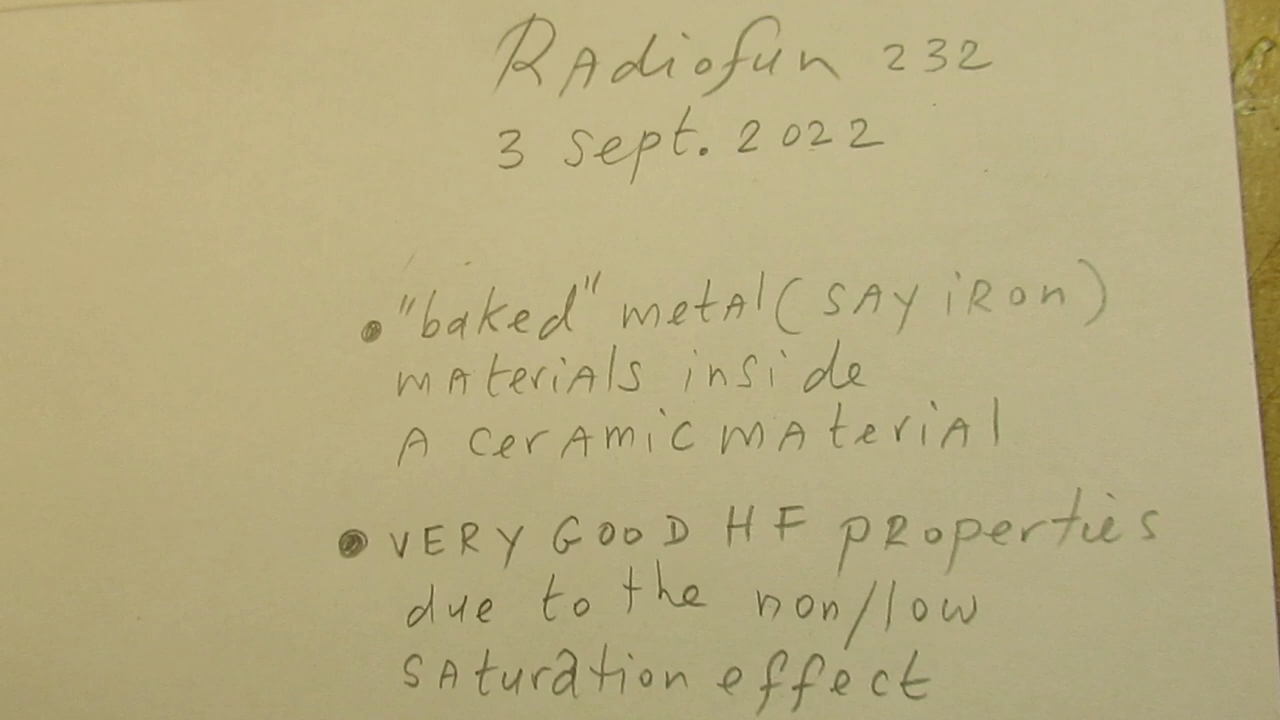 RAdiofun 232
3 sept. 2022
• "baked" metAl (SAY iRon)
mAteriAls inside
A cerAmic mAteriAl
• VERY GOOD HF pRoperties
due to the non/low
SAturation effect